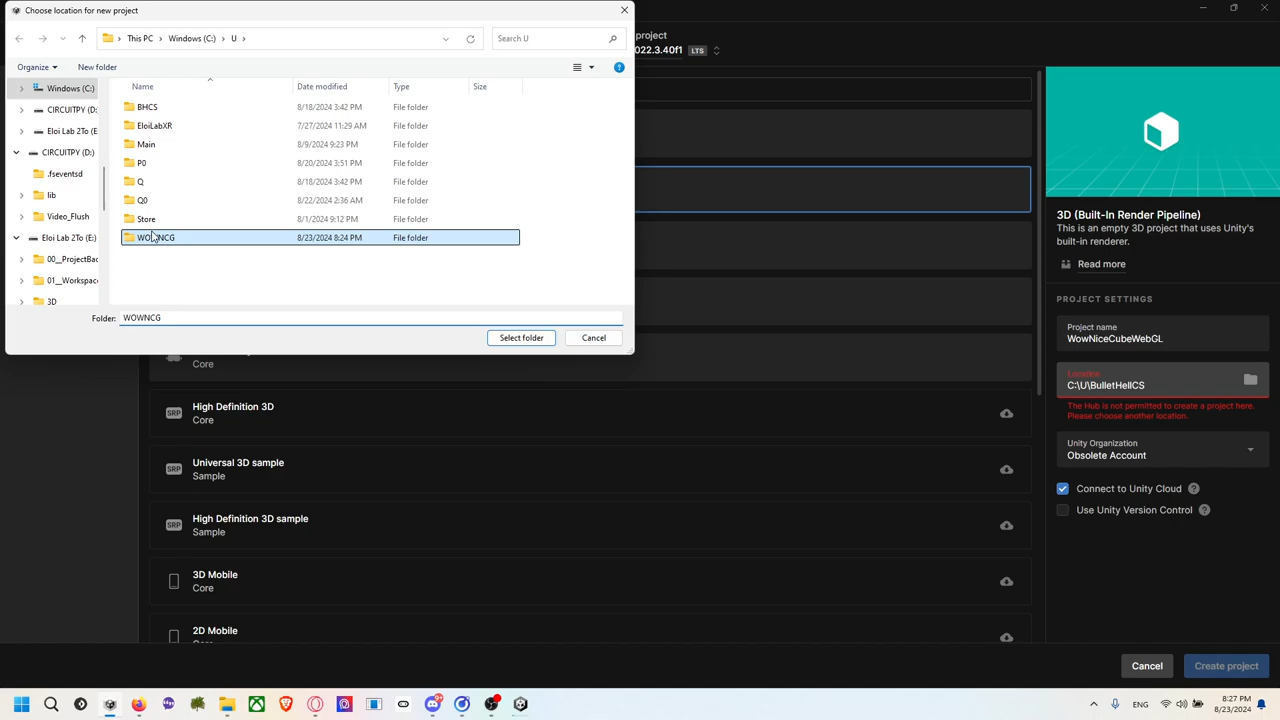 Choose location for new project
This PC > Windows (C:) > U >
Search U
Organize
New folder
Name
Date modified
Type
Size
Windows (C:)
CIRCUITPY (D:
Eloi Lab 2To (E
CIRCUITPY (D:)
.fseventsd
lib
Video_Flush
Eloi Lab 2To (E:)
00__ProjectBac
01__Workspac
3D
BHCS 8/18/2024 3:42 PM File folder
EloiLabXR 7/27/2024 11:29 AM File folder
Main 8/9/2024 9:23 PM File folder
P0 8/20/2024 3:51 PM File folder
Q 8/18/2024 3:42 PM File folder
Q0 8/22/2024 2:36 AM File folder
Store 8/1/2024 9:12 PM File folder
WOWNCG 8/23/2024 8:24 PM File folder
Folder: WOWNCG
Select folder
Cancel
project
022.3.40f1 LTS
Core
SRP High Definition 3D
Core
SRP Universal 3D sample
Sample
SRP High Definition 3D sample
Sample
3D Mobile
Core
2D Mobile
3D (Built-In Render Pipeline)
This is an empty 3D project that uses Unity's
built-in renderer.
Read more
PROJECT SETTINGS
Project name
WowNiceCubeWebGL
Location
C:\U\BulletHellCS
The Hub is not permitted to create a project here.
Please choose another location.
Unity Organization
Obsolete Account
Connect to Unity Cloud ?
Use Unity Version Control ?
Cancel
Create project
ENG
8:27 PM
8/23/2024